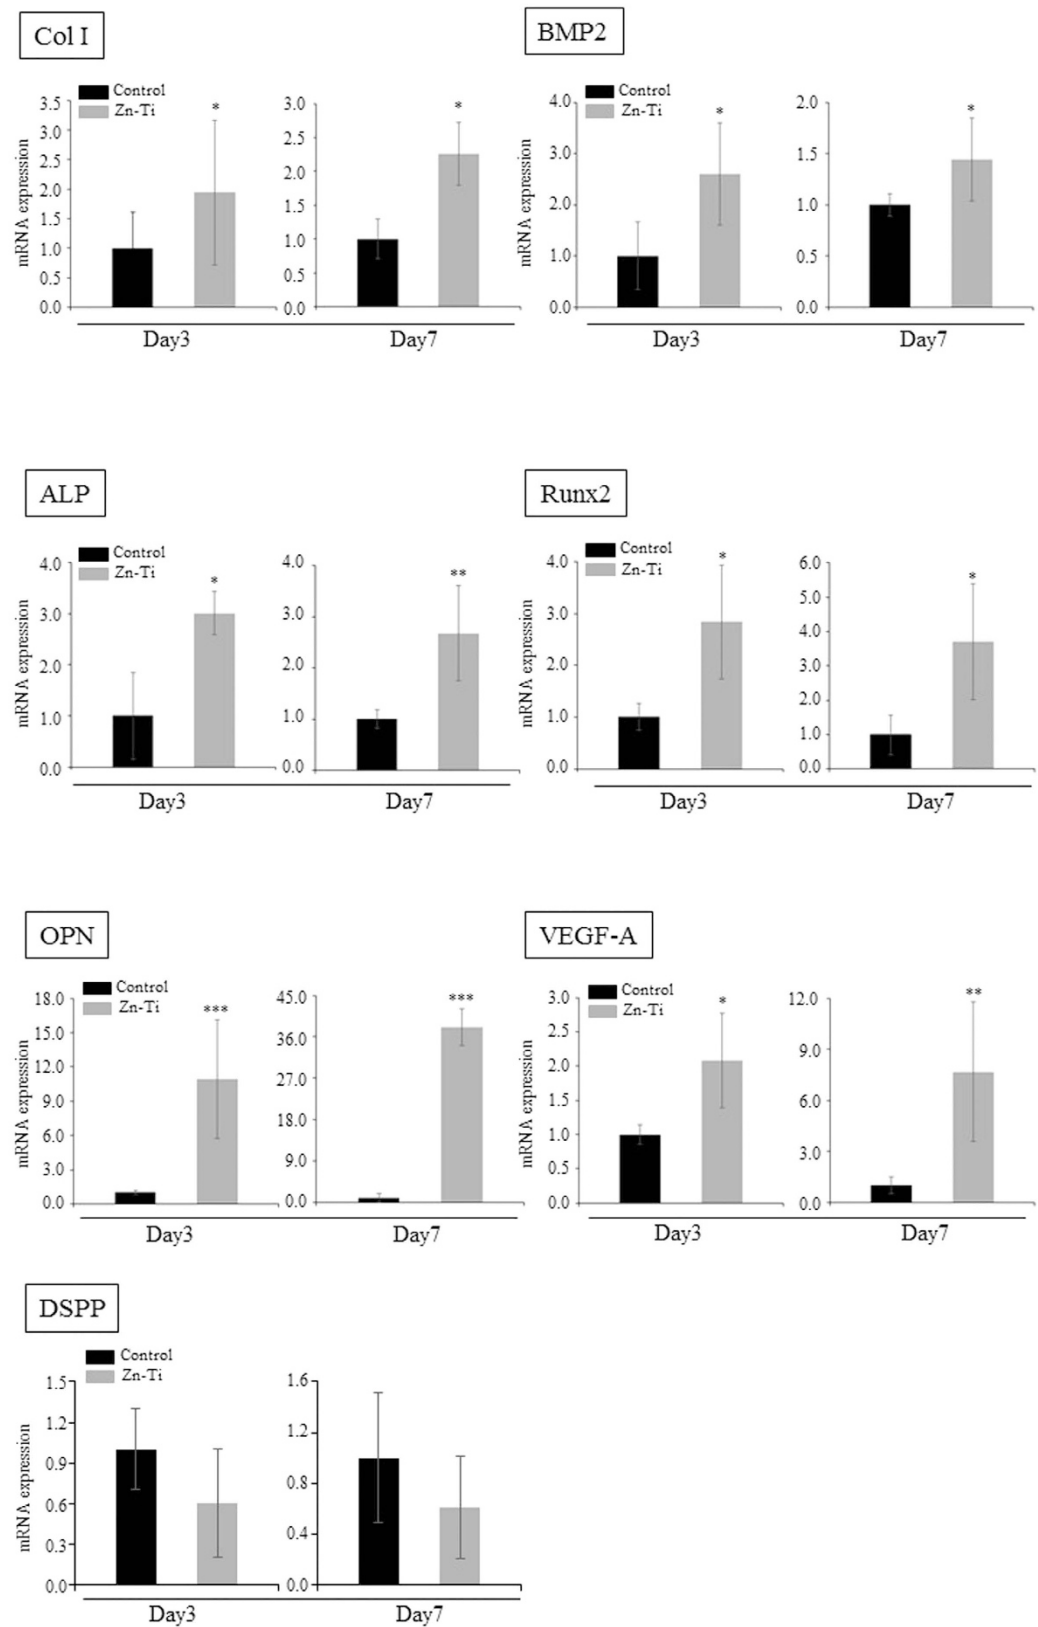 Col I
Control
Zn-Ti
mRNA expression
3.5
3.0
2.5
2.0
1.5
1.0
0.5
0.0
*
Day3
3.0
2.5
2.0
1.5
1.0
0.5
0.0
*
Day7
BMP2
Control
Zn-Ti
mRNA expression
4.0
3.0
2.0
1.0
0.0
*
Day3
2.0
1.5
1.0
0.5
0.0
*
Day7
ALP
Control
Zn-Ti
mRNA expression
4.0
3.0
2.0
1.0
0.0
*
Day3
4.0
3.0
2.0
1.0
0.0
**
Day7
Runx2
Control
Zn-Ti
mRNA expression
4.0
3.0
2.0
1.0
0.0
*
Day3
6.0
5.0
4.0
3.0
2.0
1.0
0.0
*
Day7
OPN
Control
Zn-Ti
mRNA expression
18.0
15.0
12.0
9.0
6.0
3.0
0.0
***
Day3
45.0
36.0
27.0
18.0
9.0
0.0
***
Day7
VEGF-A
Control
Zn-Ti
mRNA expression
3.0
2.5
2.0
1.5
1.0
0.5
0.0
*
Day3
12.0
9.0
6.0
3.0
0.0
**
Day7
DSPP
Control
Zn-Ti
mRNA expression
1.5
1.2
0.9
0.6
0.3
0.0
Day3
1.6
1.2
0.8
0.4
0.0
Day7